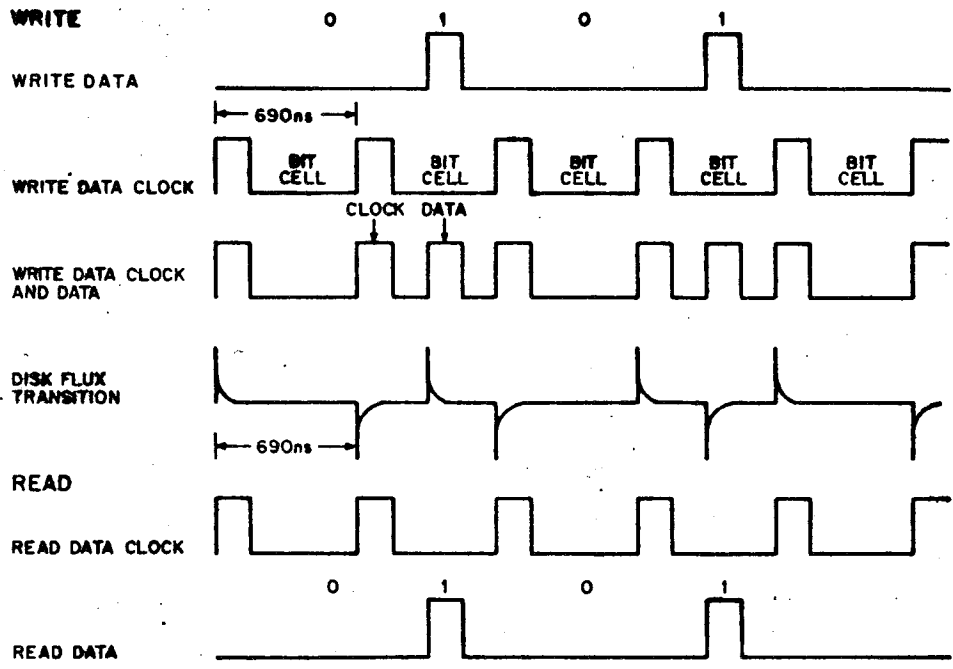 WRITE 0 1 0 1
WRITE DATA
690ns
BIT CELL BIT CELL BIT CELL BIT CELL BIT CELL
WRITE DATA CLOCK
CLOCK DATA
WRITE DATA CLOCK
AND DATA
DISK FLUX
TRANSITION
690ns
READ
READ DATA CLOCK
0 1 0 1
READ DATA